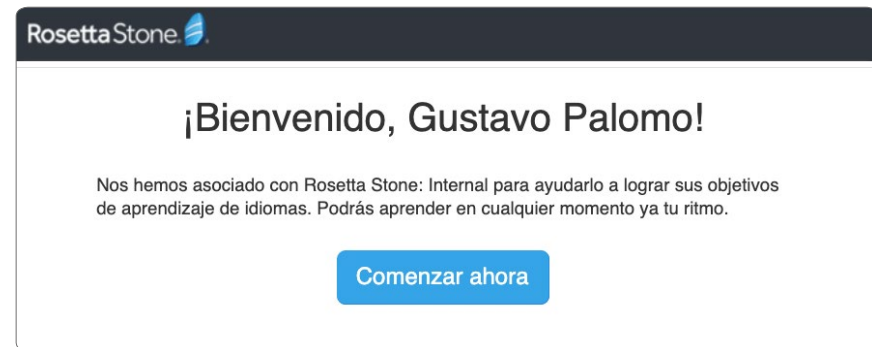 Rosetta Stone.
¡Bienvenido, Gustavo Palomo!
Nos hemos asociado con Rosetta Stone: Internal para ayudarlo a lograr sus objetivos
de aprendizaje de idiomas. Podrás aprender en cualquier momento ya tu ritmo.
Comenzar ahora